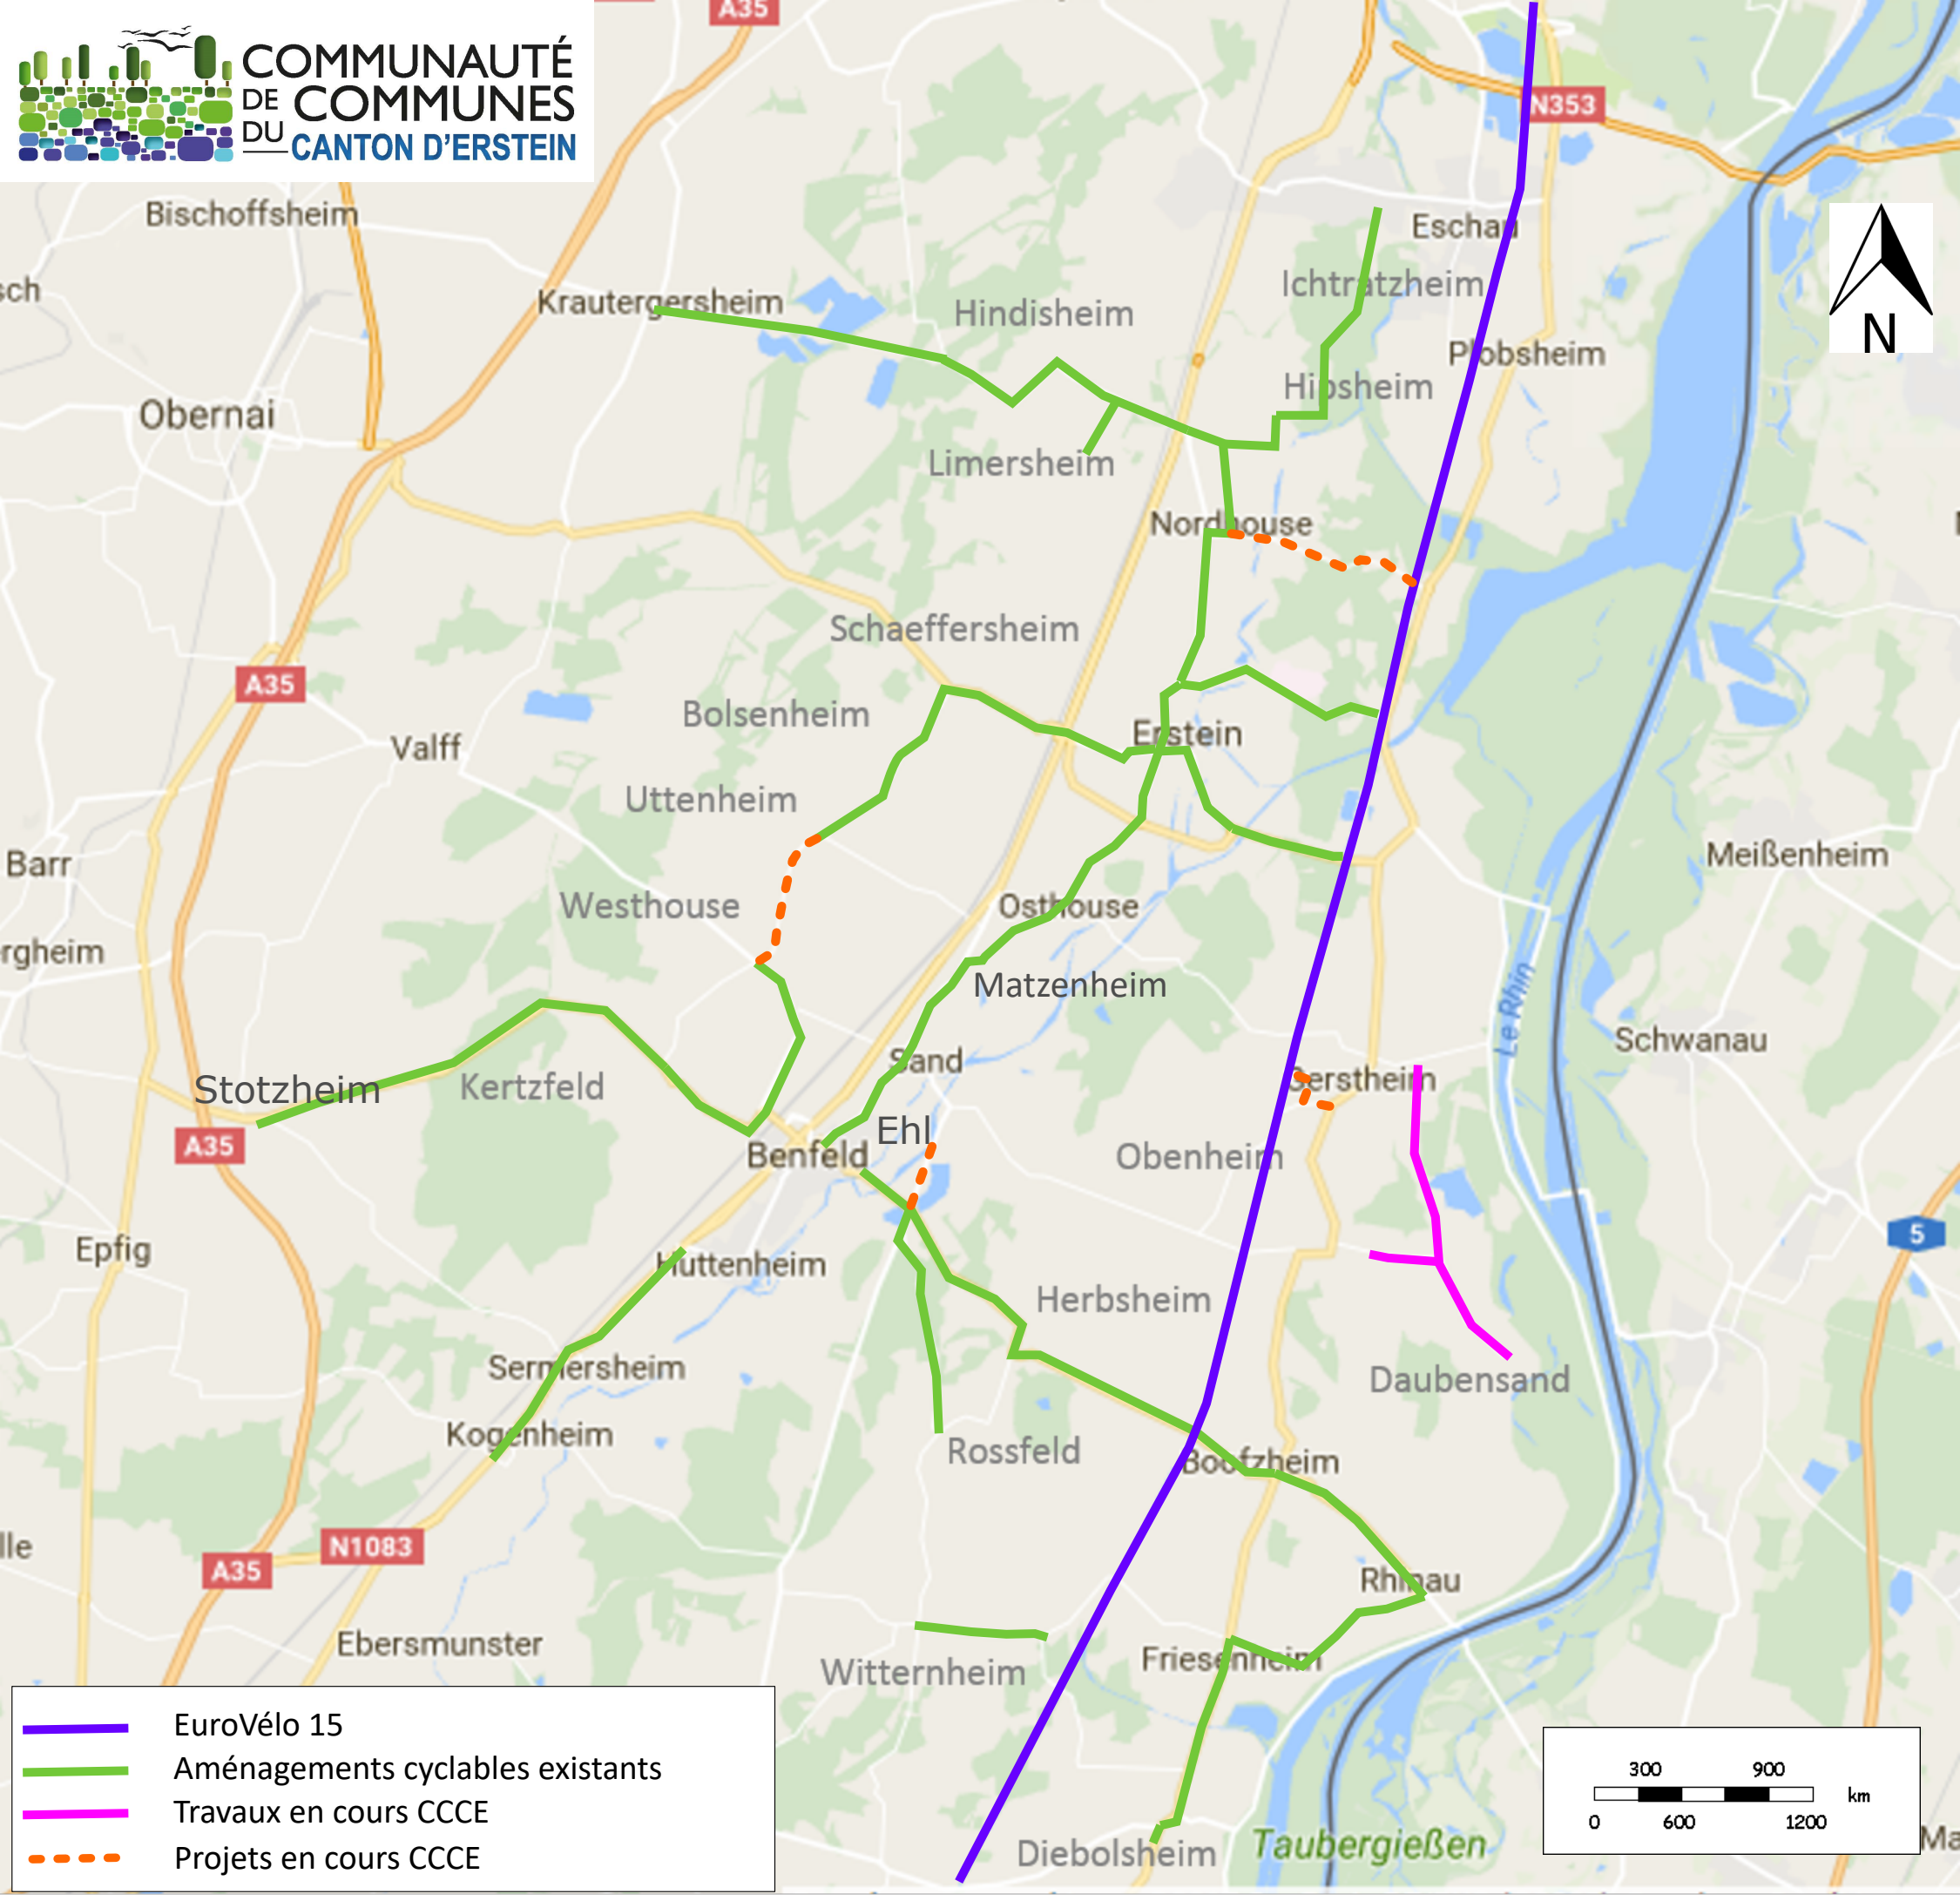 A35
COMMUNAUTÉ
DE COMMUNES
DU CANTON D'ERSTEIN
N353
Bischoffsheim
Eschau
sch
Ichtratzheim
Krautergersheim
Hindisheim
N
Plobsheim
Hipsheim
Obernai
Limersheim
Nordhouse
Schaeffersheim
A35
Bolsenheim
Valff
Erstein
Uttenheim
Barr
Meißenheim
Westhouse
Osthouse
ergheim
Matzenheim
Le Rhin
Schwanau
Sand
Stotzheim
Kertzfeld
Gerstheim
A35
Ehl
Benfeld
Obenheim
5
Epfig
Huttenheim
Herbsheim
Sermersheim
Daubensand
Kogenheim
Rossfeld
Boofzheim
lle
N1083
A35
Rhinau
Ebersmunster
Friesenheim
Witternheim
EuroVélo 15
Aménagements cyclables existants
Travaux en cours CCCE
Projets en cours CCCE
300 900
km
0 600 1200
Diebolsheim
Taubergießen
Ma